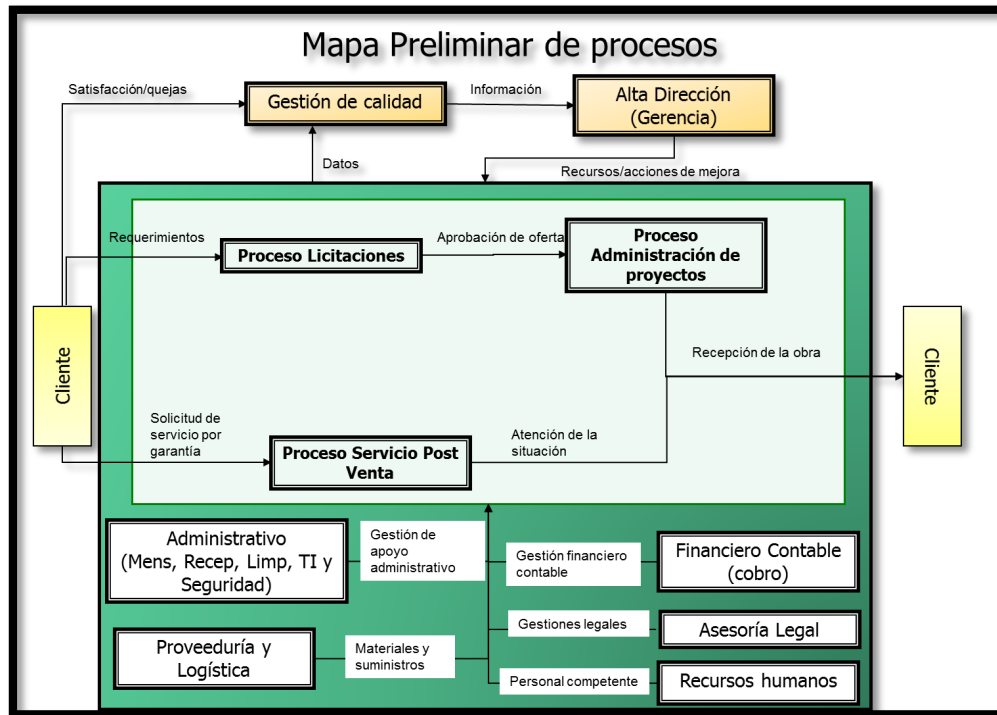 Mapa Preliminar de procesos
Satisfacción/quejas
Gestión de calidad
Información
Alta Dirección
(Gerencia)
Datos
Recursos/acciones de mejora
Requerimientos
Proceso Licitaciones
Aprobación de oferta
Proceso
Administración de
proyectos
Cliente
Recepción de la obra
Cliente
Solicitud de
servicio por
garantía
Proceso Servicio Post
Venta
Atención de la
situación
Administrativo
(Mens, Recep, Limp, TI y
Seguridad)
Gestión de
apoyo
administrativo
Gestión financiero
contable
Financiero Contable
(cobro)
Proveeduría y
Logística
Materiales y
suministros
Gestiones legales
Asesoría Legal
Personal competente
Recursos humanos